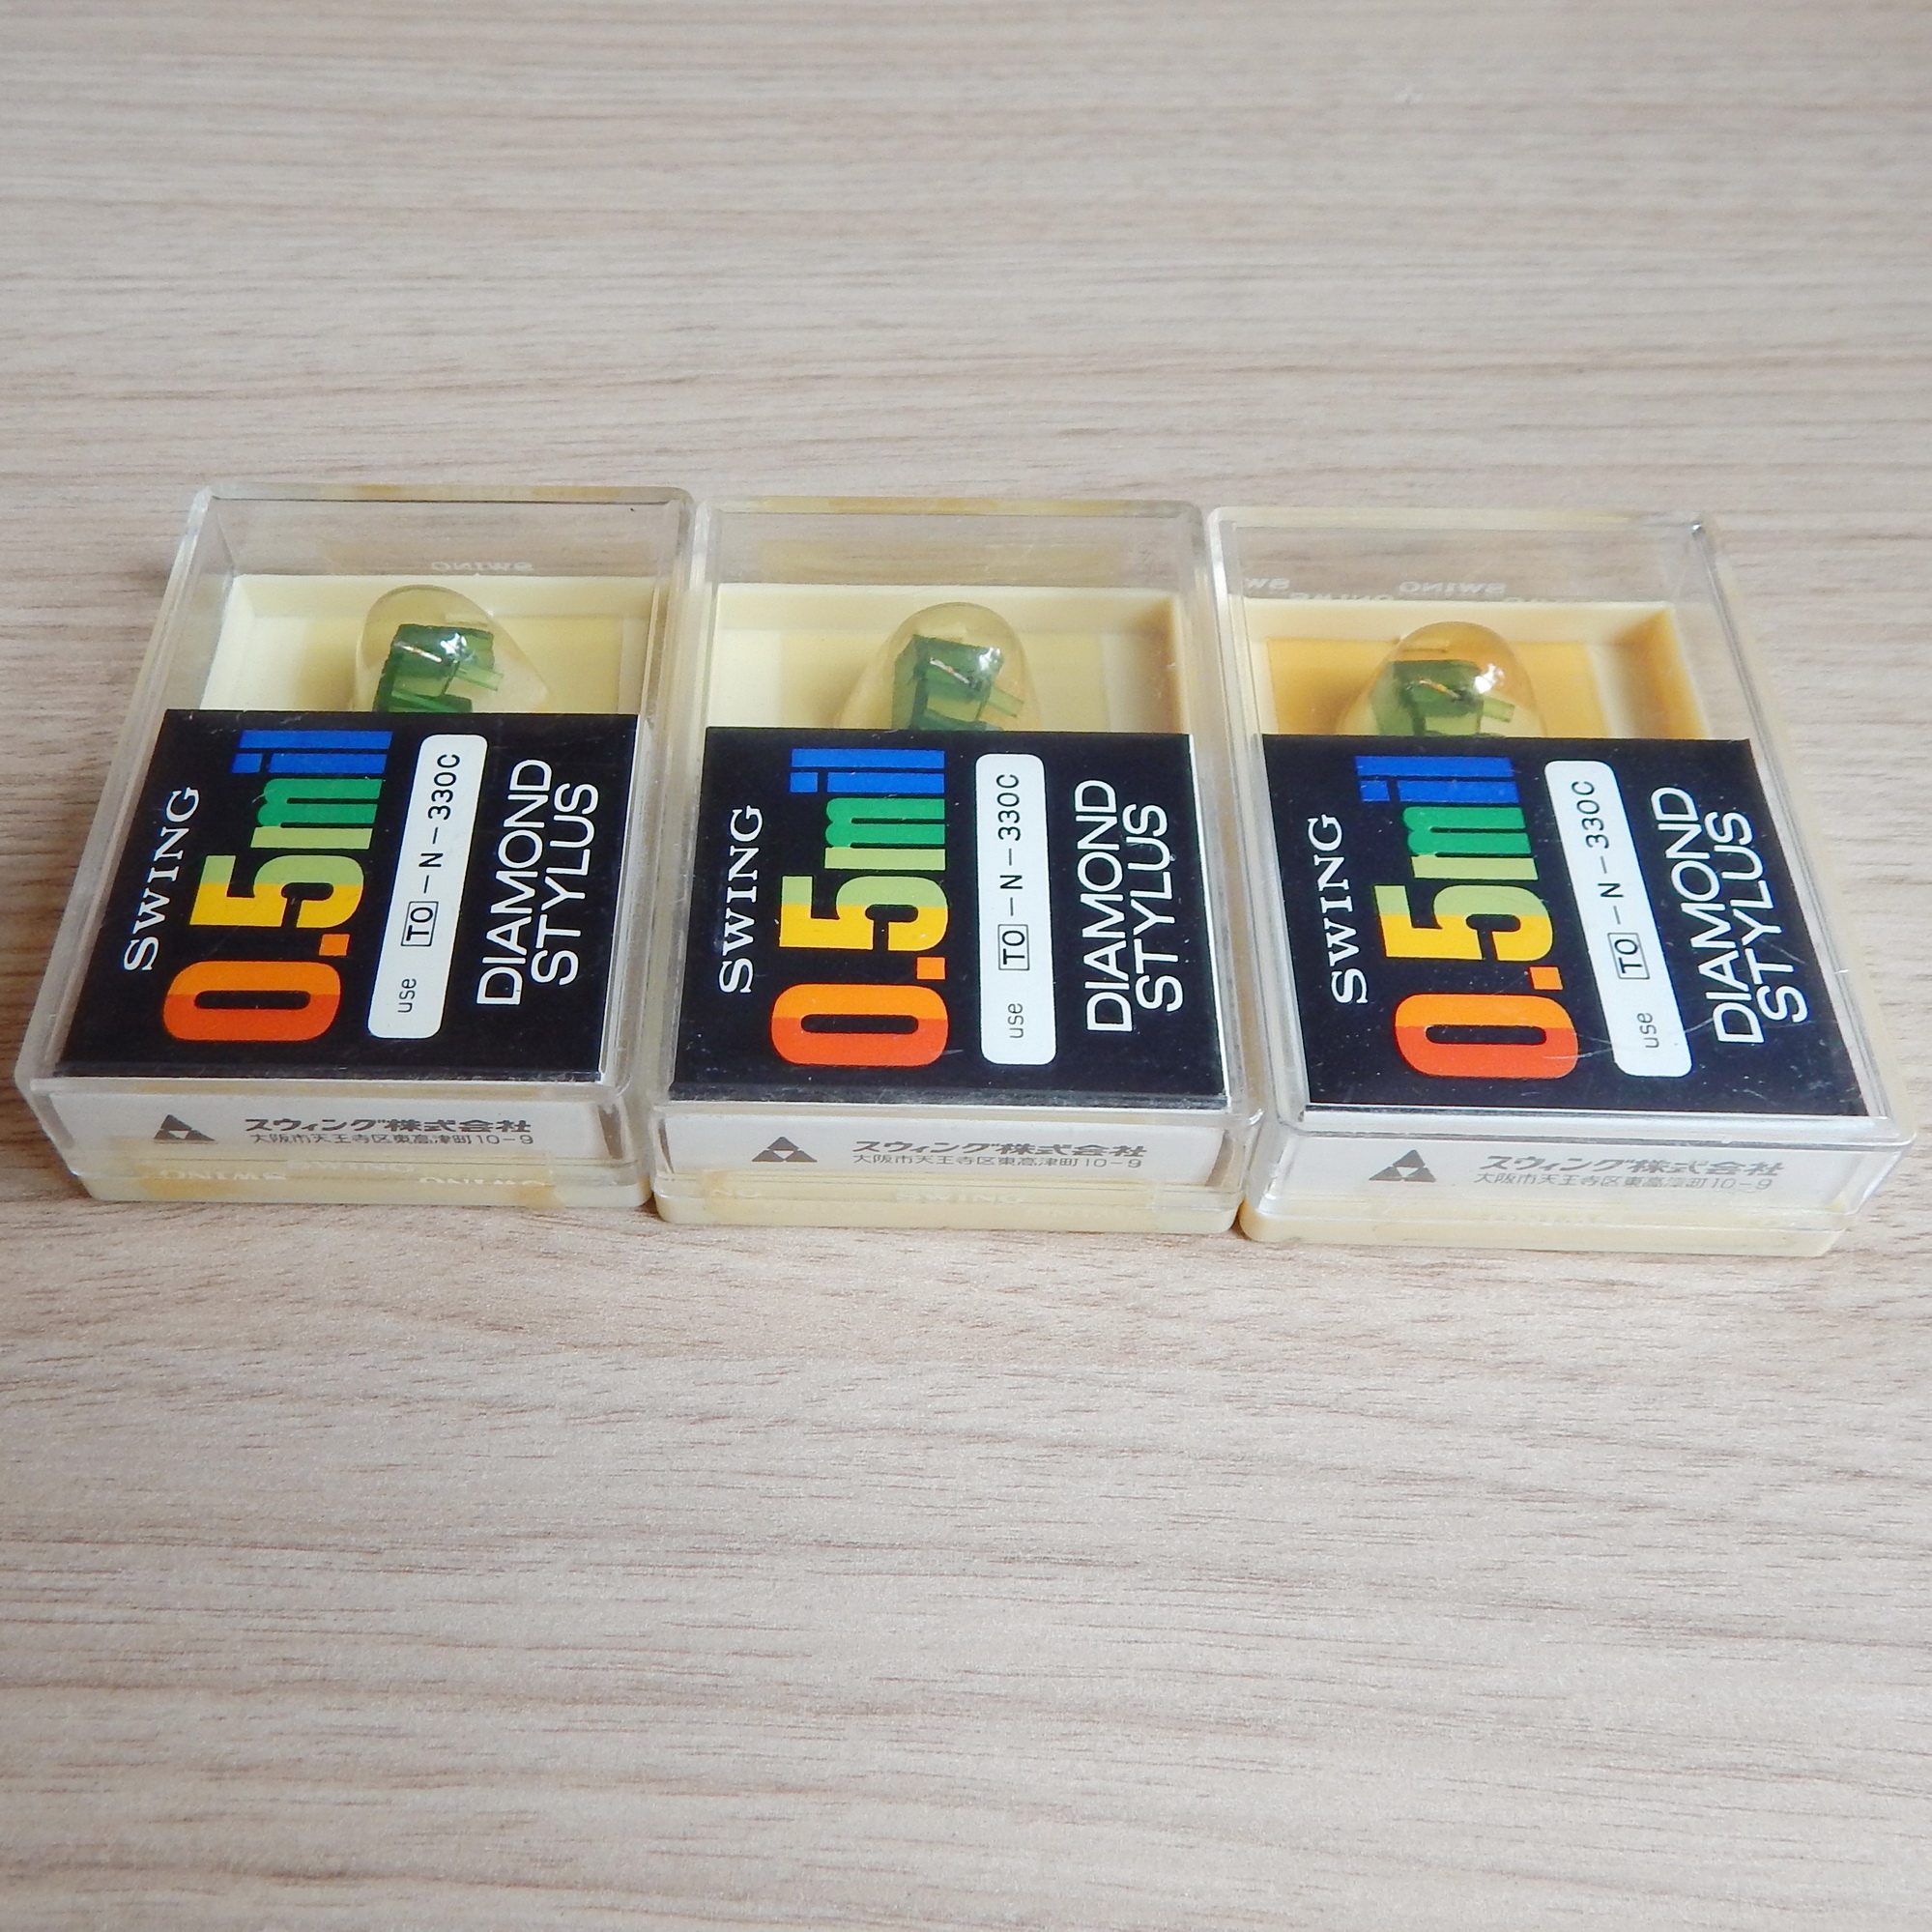 SWING
0.5mil
use TO-N-330C
DIAMOND
STYLUS
スウィング株式会社
大阪市天王寺区東高津町10-9
SWING
0.5mil
use TO-N-330C
DIAMOND
STYLUS
スウィング株式会社
大阪市天王寺区東高津町10-9
SWING
0.5mil
use TO-N-330C
DIAMOND
STYLUS
スウィング株式会社
大阪市天王寺区東高津町10-9